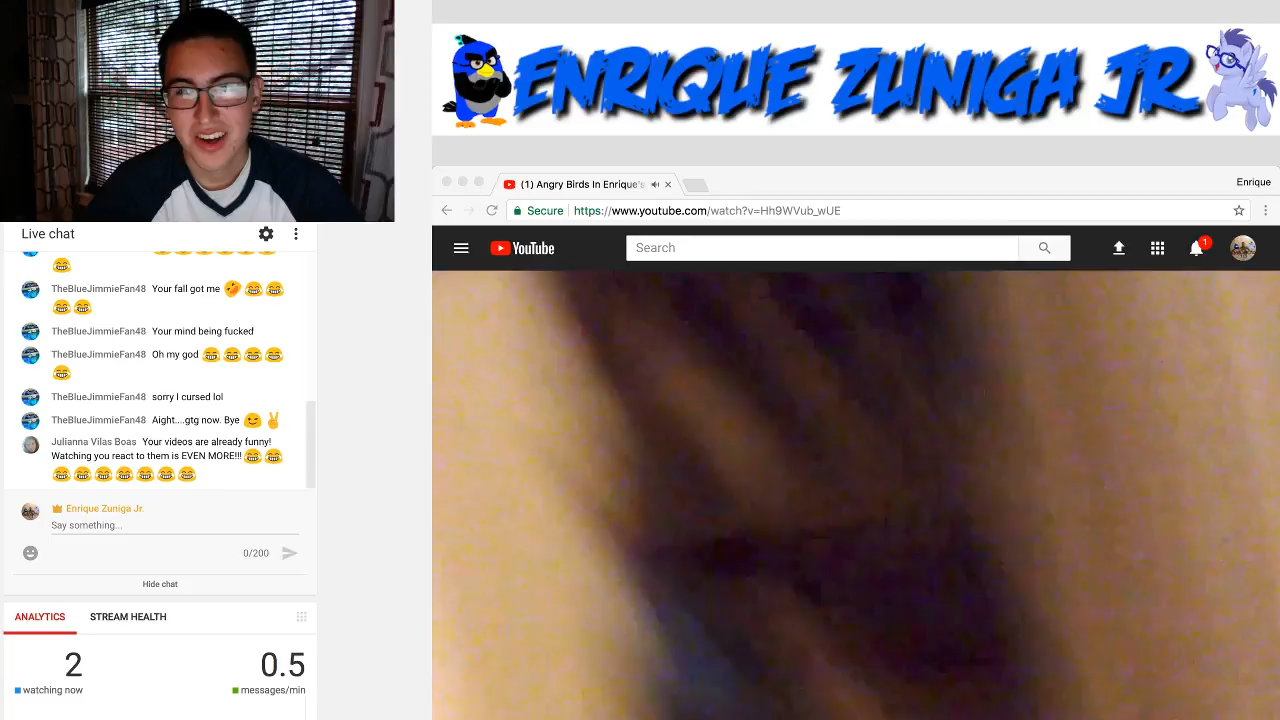 ENRIQUE ZUNIGA JR
(1) Angry Birds In Enrique's
Enrique
Secure
https://www.youtube.com/watch?v=Hh9WVub_wUE
YouTube
Search
1
Live chat
😂 😂 😂 😂 😂 😂
😂
TheBlueJimmieFan48 Your fall got me 🤣 😂 😂
😂 😂
TheBlueJimmieFan48 Your mind being fucked
TheBlueJimmieFan48 Oh my god 😂 😂 😂 😂
😂
TheBlueJimmieFan48 sorry I cursed lol
TheBlueJimmieFan48 Aight....gtg now. Bye 😉 ✌
Julianna Vilas Boas Your videos are already funny!
Watching you react to them is EVEN MORE!!! 😂 😂
😂 😂 😂 😂 😂 😂 😂
Enrique Zuniga Jr.
Say something...
0/200
Hide chat
ANALYTICS STREAM HEALTH
2 0.5
watching now messages/min